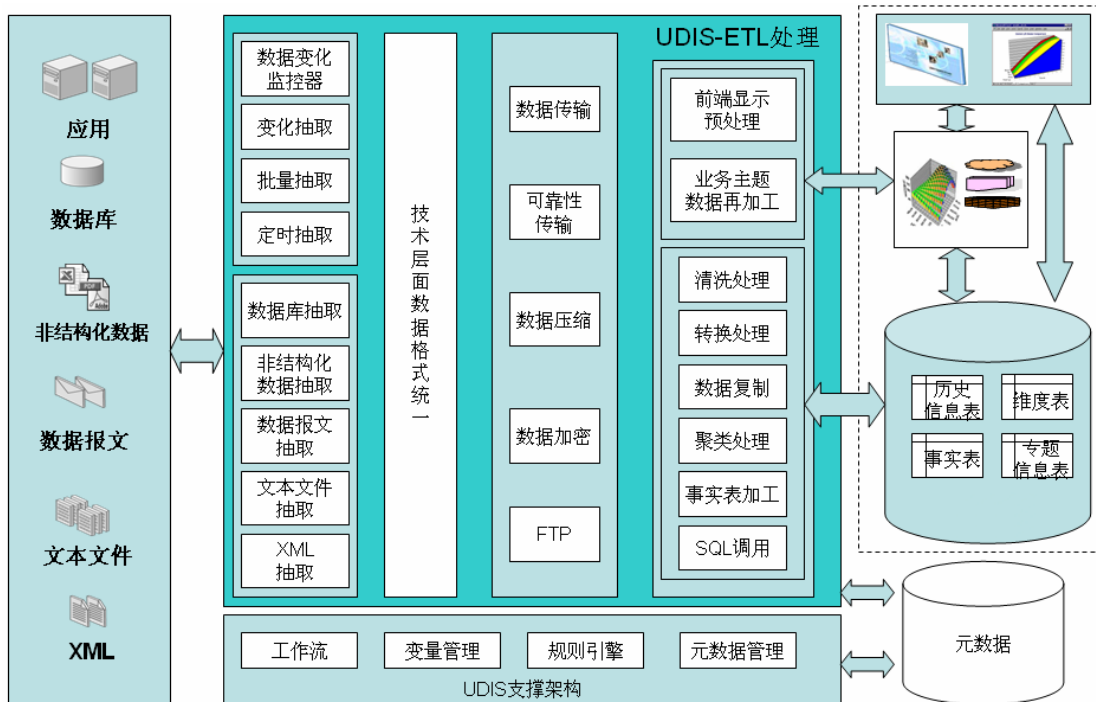 应用
数据库
非结构化数据
数据报文
文本文件
XML
UDIS-ETL处理
数据变化
监控器
变化抽取
批量抽取
定时抽取
数据库抽取
非结构化
数据抽取
数据报文
抽取
文本文件
抽取
XML
抽取
技术层面数据格式统一
数据传输
可靠性
传输
数据压缩
数据加密
FTP
前端显示
预处理
业务主题
数据再加工
清洗处理
转换处理
数据复制
聚类处理
事实表加工
SQL调用
历史
信息表
维度表
事实表
专题
信息表
元数据
工作流
变量管理
规则引擎
元数据管理
UDIS支撑架构